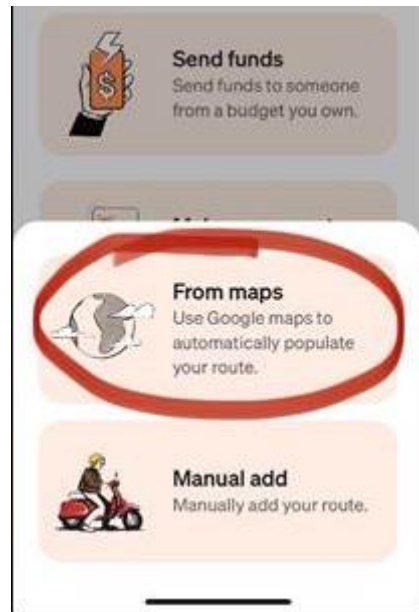 Send funds
Send funds to someone
from a budget you own.
From maps
Use Google maps to
automatically populate
your route.
Manual add
Manually add your route.